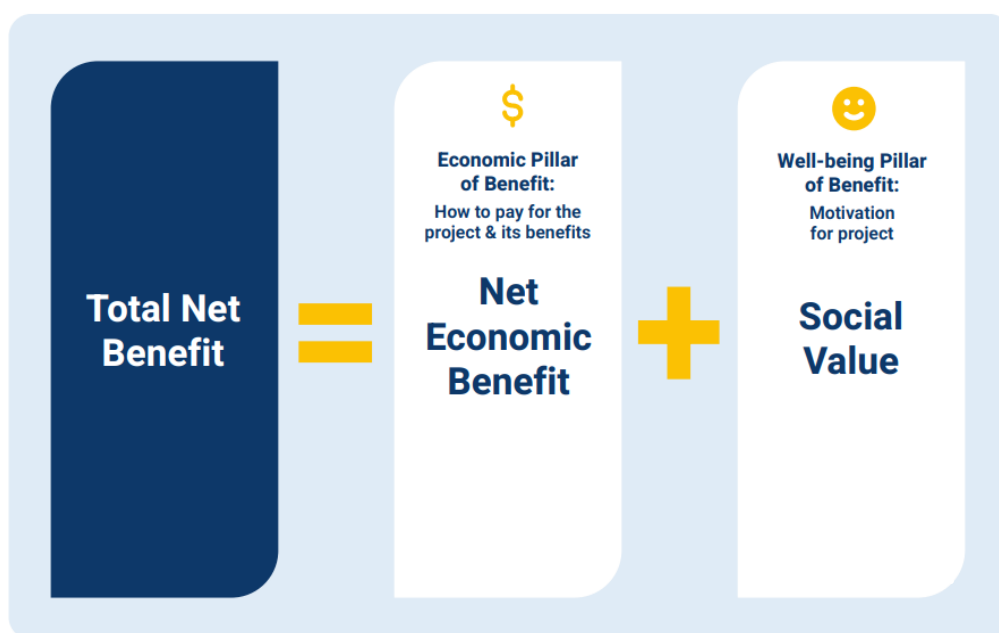 Total Net
Benefit
=
$
Economic Pillar
of Benefit:
How to pay for the
project & its benefits
Net
Economic
Benefit
+
Well-being Pillar
of Benefit:
Motivation
for project
Social
Value